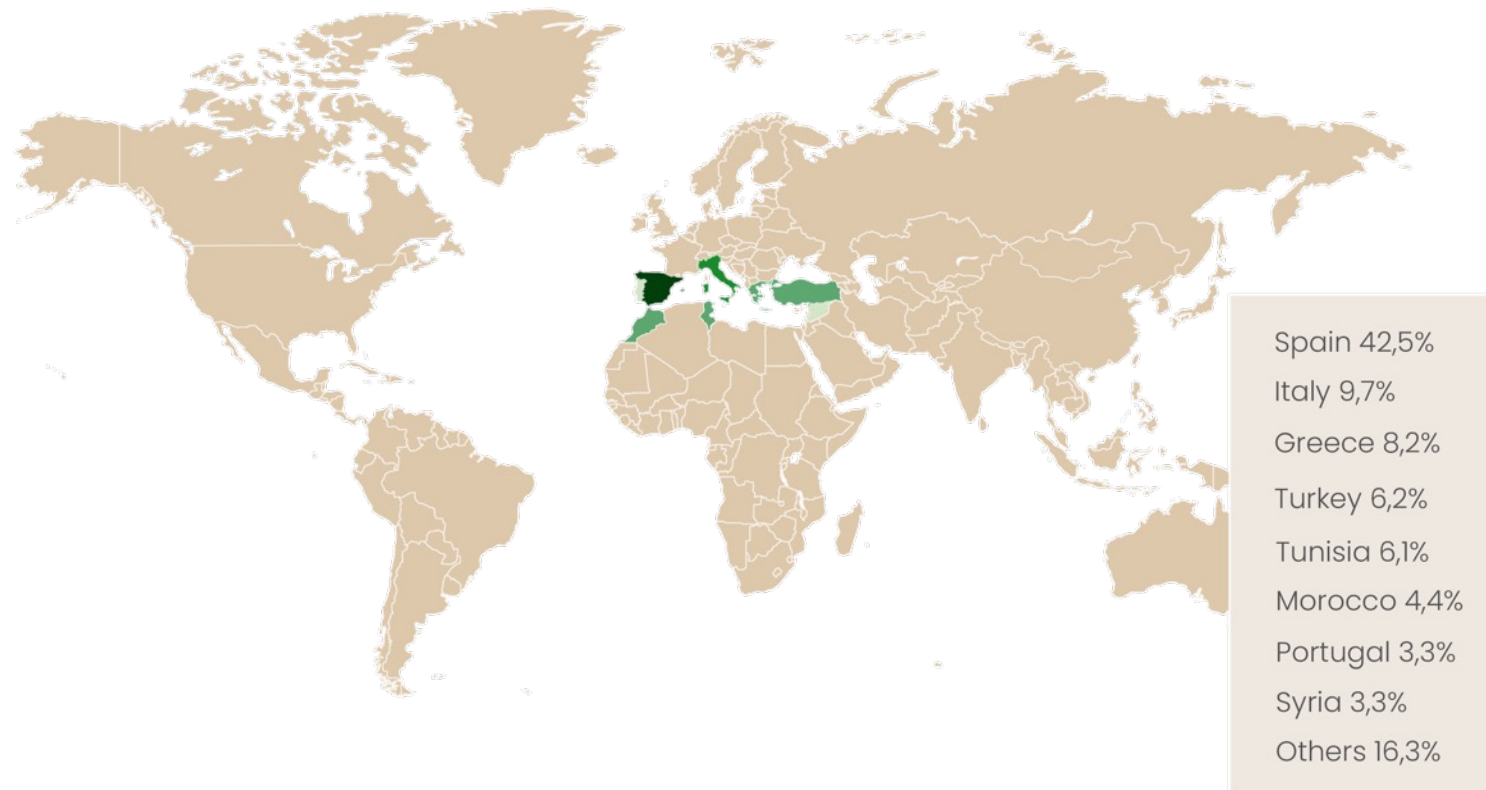 Spain 42,5%
Italy 9,7%
Greece 8,2%
Turkey 6,2%
Tunisia 6,1%
Morocco 4,4%
Portugal 3,3%
Syria 3,3%
Others 16,3%